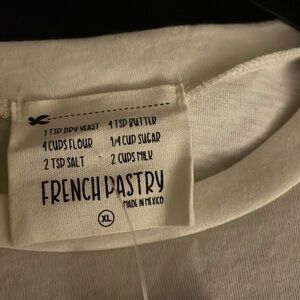 1 TSP DRY YEAST 4 TSP BUTTER
4 CUPS FLOUR 1/4 CUP SUGAR
2 TSP SALT 2 CUPS MILK
FRENCH PASTRY
MADE IN MEXICO
XL